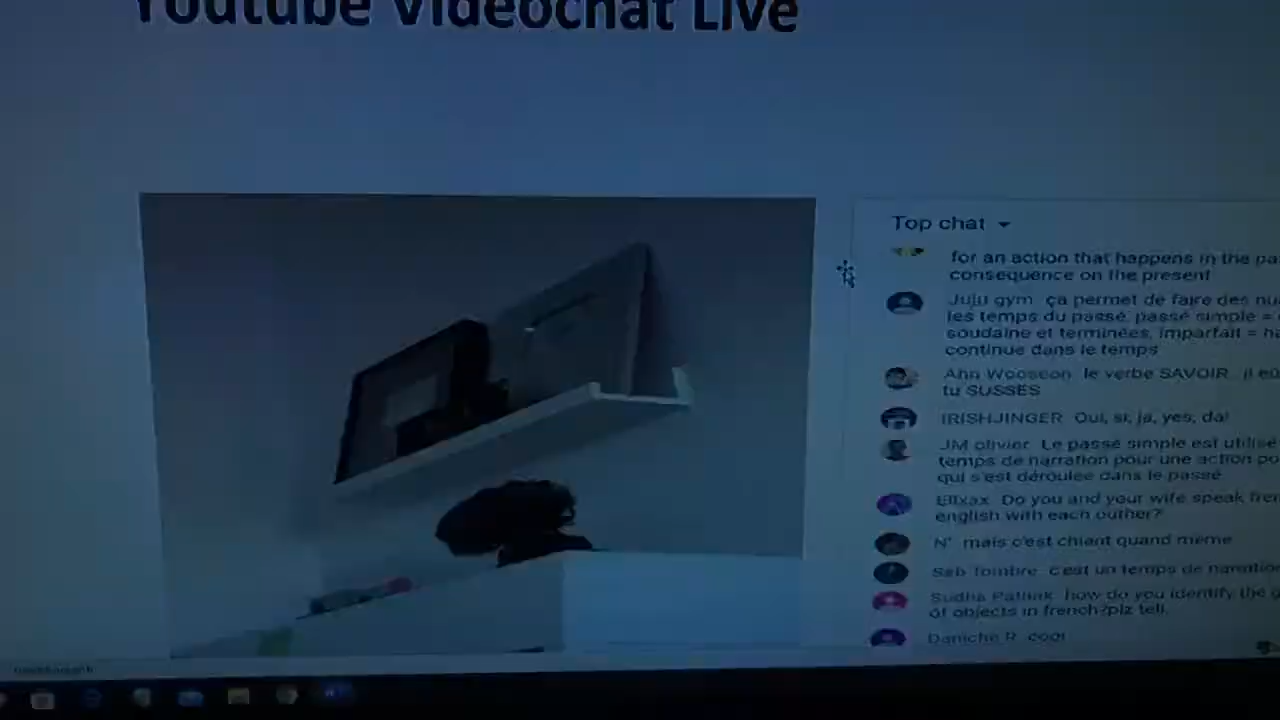 Youtube Videochat Live
Top chat
for an action that happens in the pa
consequence on the present
Juju gym ça permet de faire des nu
les temps du passé, passé simple =
soudaine et terminées, imparfait = ha
continue dans le temps
Ahn Wooseon le verbe SAVOIR.. il eû
tu SUSSES
IRISHJINGER Oui, si, ja, yes, da!
JM olivier Le passé simple est utilisé
temps de narration pour une action po
qui s'est déroulée dans le passé
Do you and your wife speak fren
english with each outher?
N' mais c'est chiant quand même
Seb Tombre c'est un temps de narration
Sudha Pathak how do you identify the g
of objects in french?plz tell.
Daniche R cool